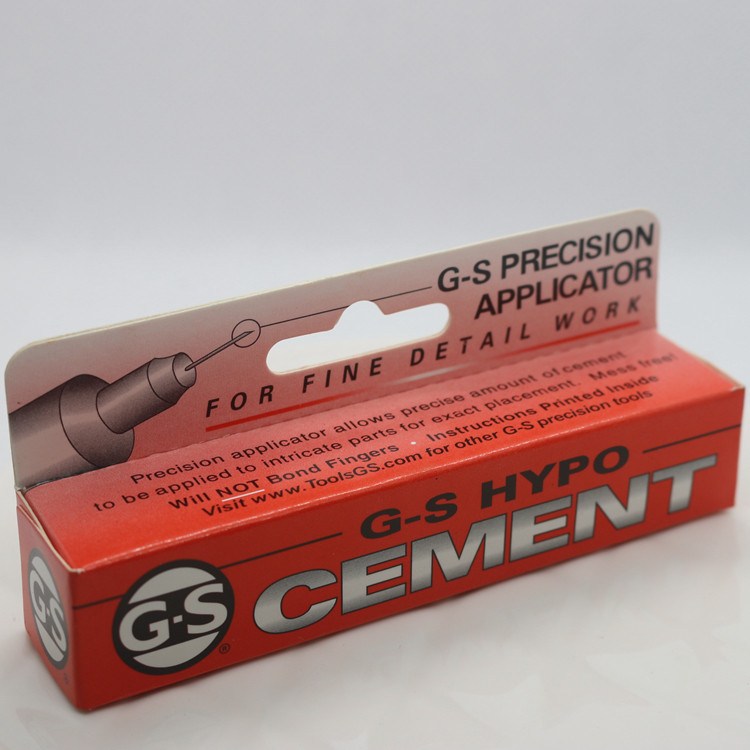 G-S PRECISION
APPLICATOR
FOR FINE DETAIL WORK
Precision applicator allows precise amount of cement
to be applied to intricate parts for exact placement. Mess free!
Will NOT Bond Fingers Instructions Printed Inside
Visit www.ToolsGS.com for other G-S precision tools
G-S HYPO
CEMENT
G-S ®
G-S